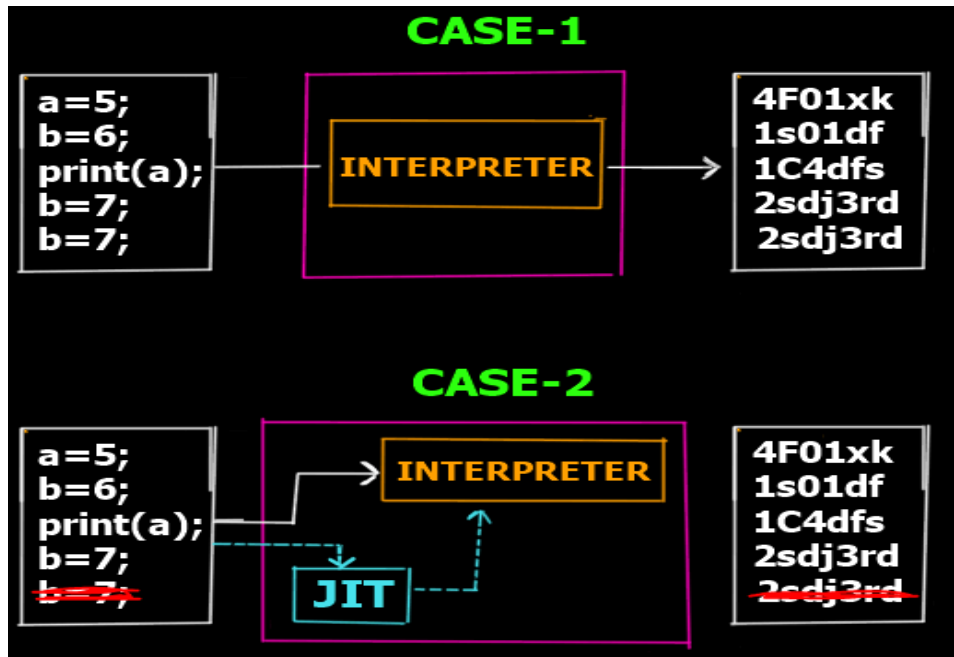 CASE-1
a=5;
b=6;
print(a);
b=7;
b=7;
INTERPRETER
4F01xk
1s01df
1C4dfs
2sdj3rd
2sdj3rd
CASE-2
a=5;
b=6;
print(a);
b=7;
b=7;
INTERPRETER
JIT
4F01xk
1s01df
1C4dfs
2sdj3rd
2sdj3rd